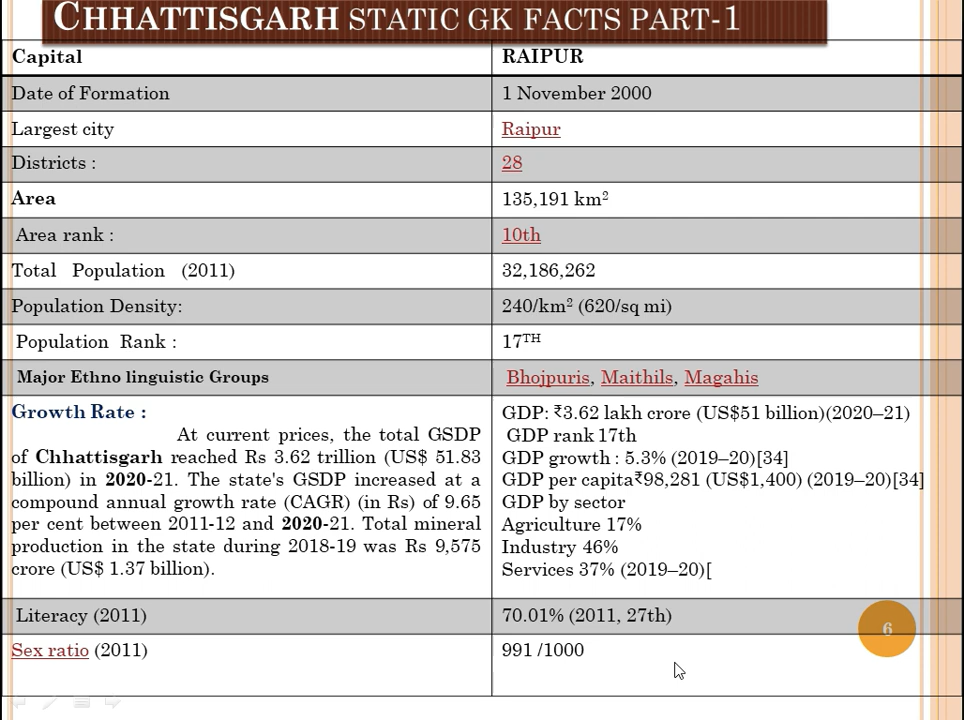 CHHATTISGARH STATIC GK FACTS PART-1
Capital RAIPUR
Date of Formation 1 November 2000
Largest city Raipur
Districts : 28
Area 135,191 km²
Area rank : 10th
Total Population (2011) 32,186,262
Population Density: 240/km² (620/sq mi)
Population Rank : 17TH
Major Ethno linguistic Groups Bhojpuris, Maithils, Magahis
Growth Rate :
At current prices, the total GSDP
of Chhattisgarh reached Rs 3.62 trillion (US$ 51.83
billion) in 2020-21. The state's GSDP increased at a
compound annual growth rate (CAGR) (in Rs) of 9.65
per cent between 2011-12 and 2020-21. Total mineral
production in the state during 2018-19 was Rs 9,575
crore (US$ 1.37 billion).
GDP: ₹3.62 lakh crore (US$51 billion)(2020–21)
GDP rank 17th
GDP growth : 5.3% (2019–20)[34]
GDP per capita₹98,281 (US$1,400) (2019–20)[34]
GDP by sector
Agriculture 17%
Industry 46%
Services 37% (2019–20)[
Literacy (2011) 70.01% (2011, 27th)
Sex ratio (2011) 991 /1000
6